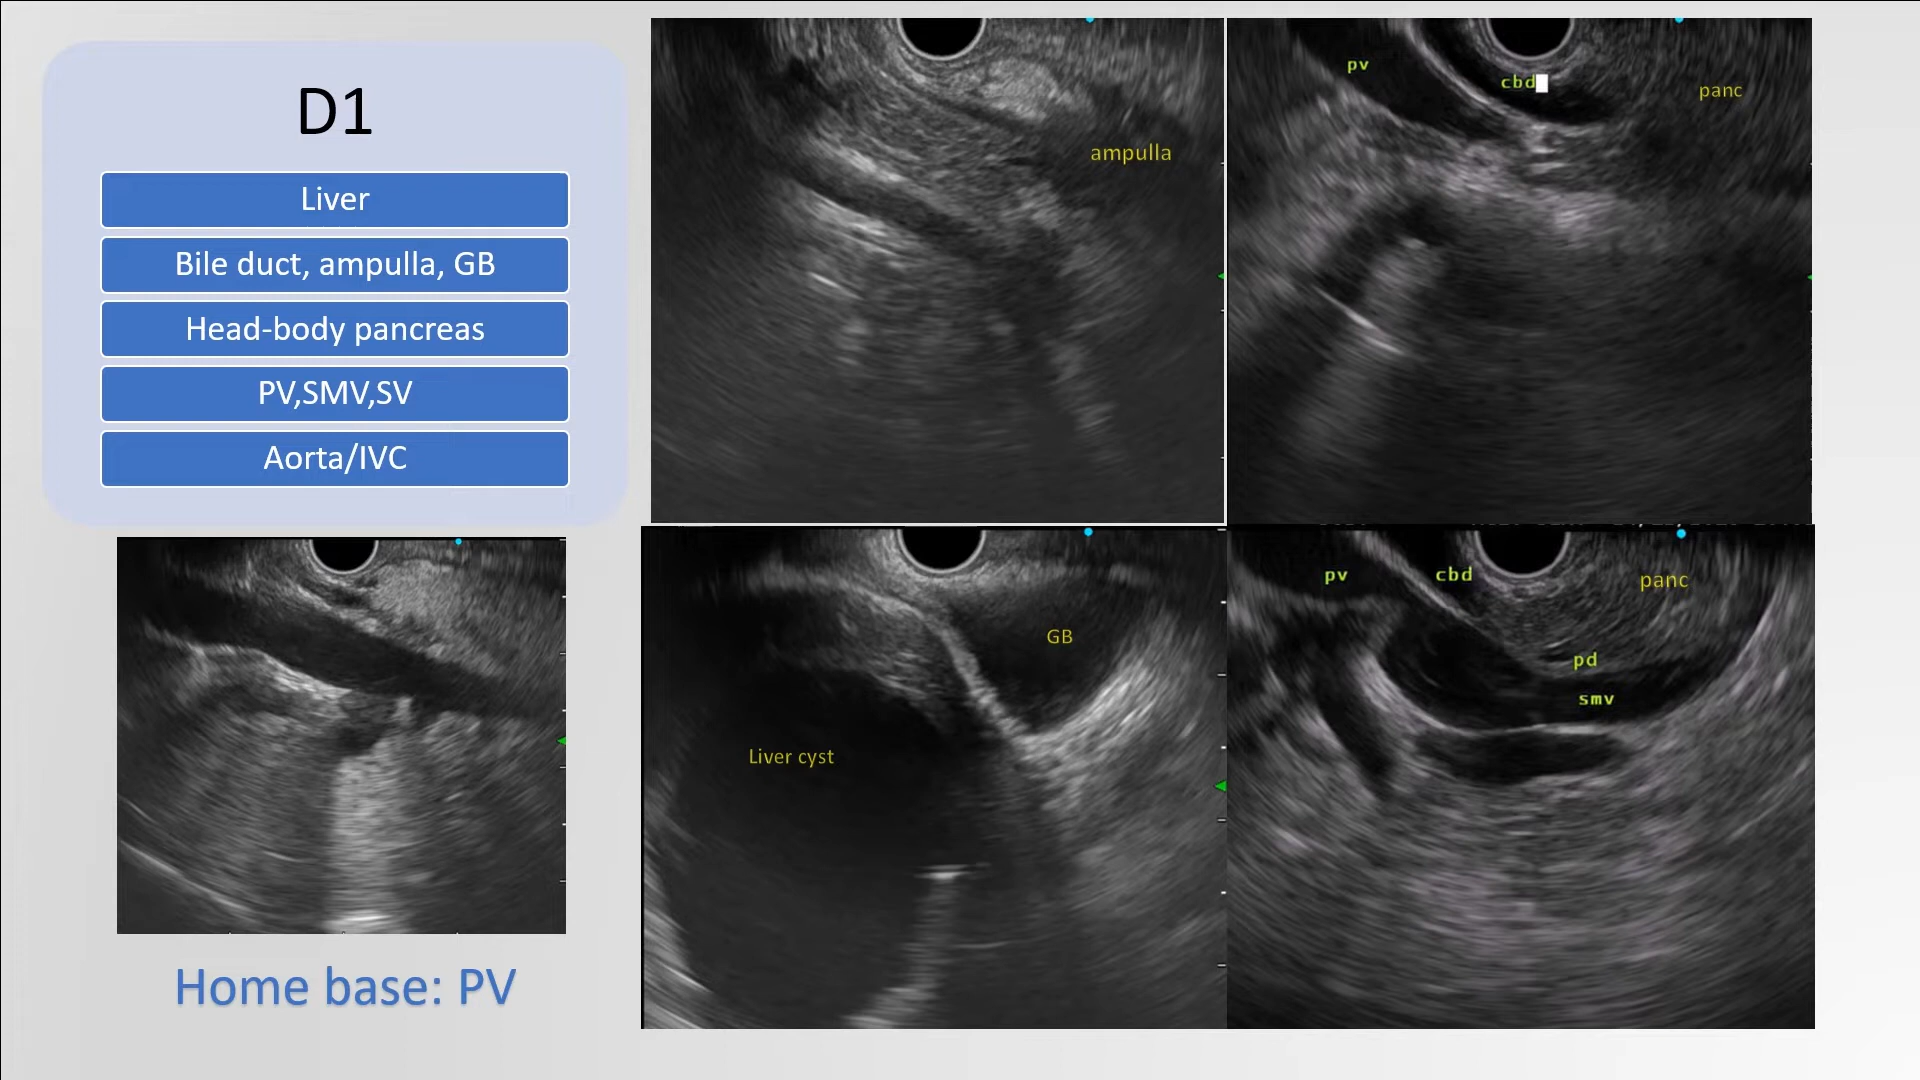 D1
Liver
Bile duct, ampulla, GB
Head-body pancreas
PV,SMV,SV
Aorta/IVC
Home base: PV
ampulla
pv
cbd
panc
Liver cyst
GB
pv
cbd
panc
pd
smv